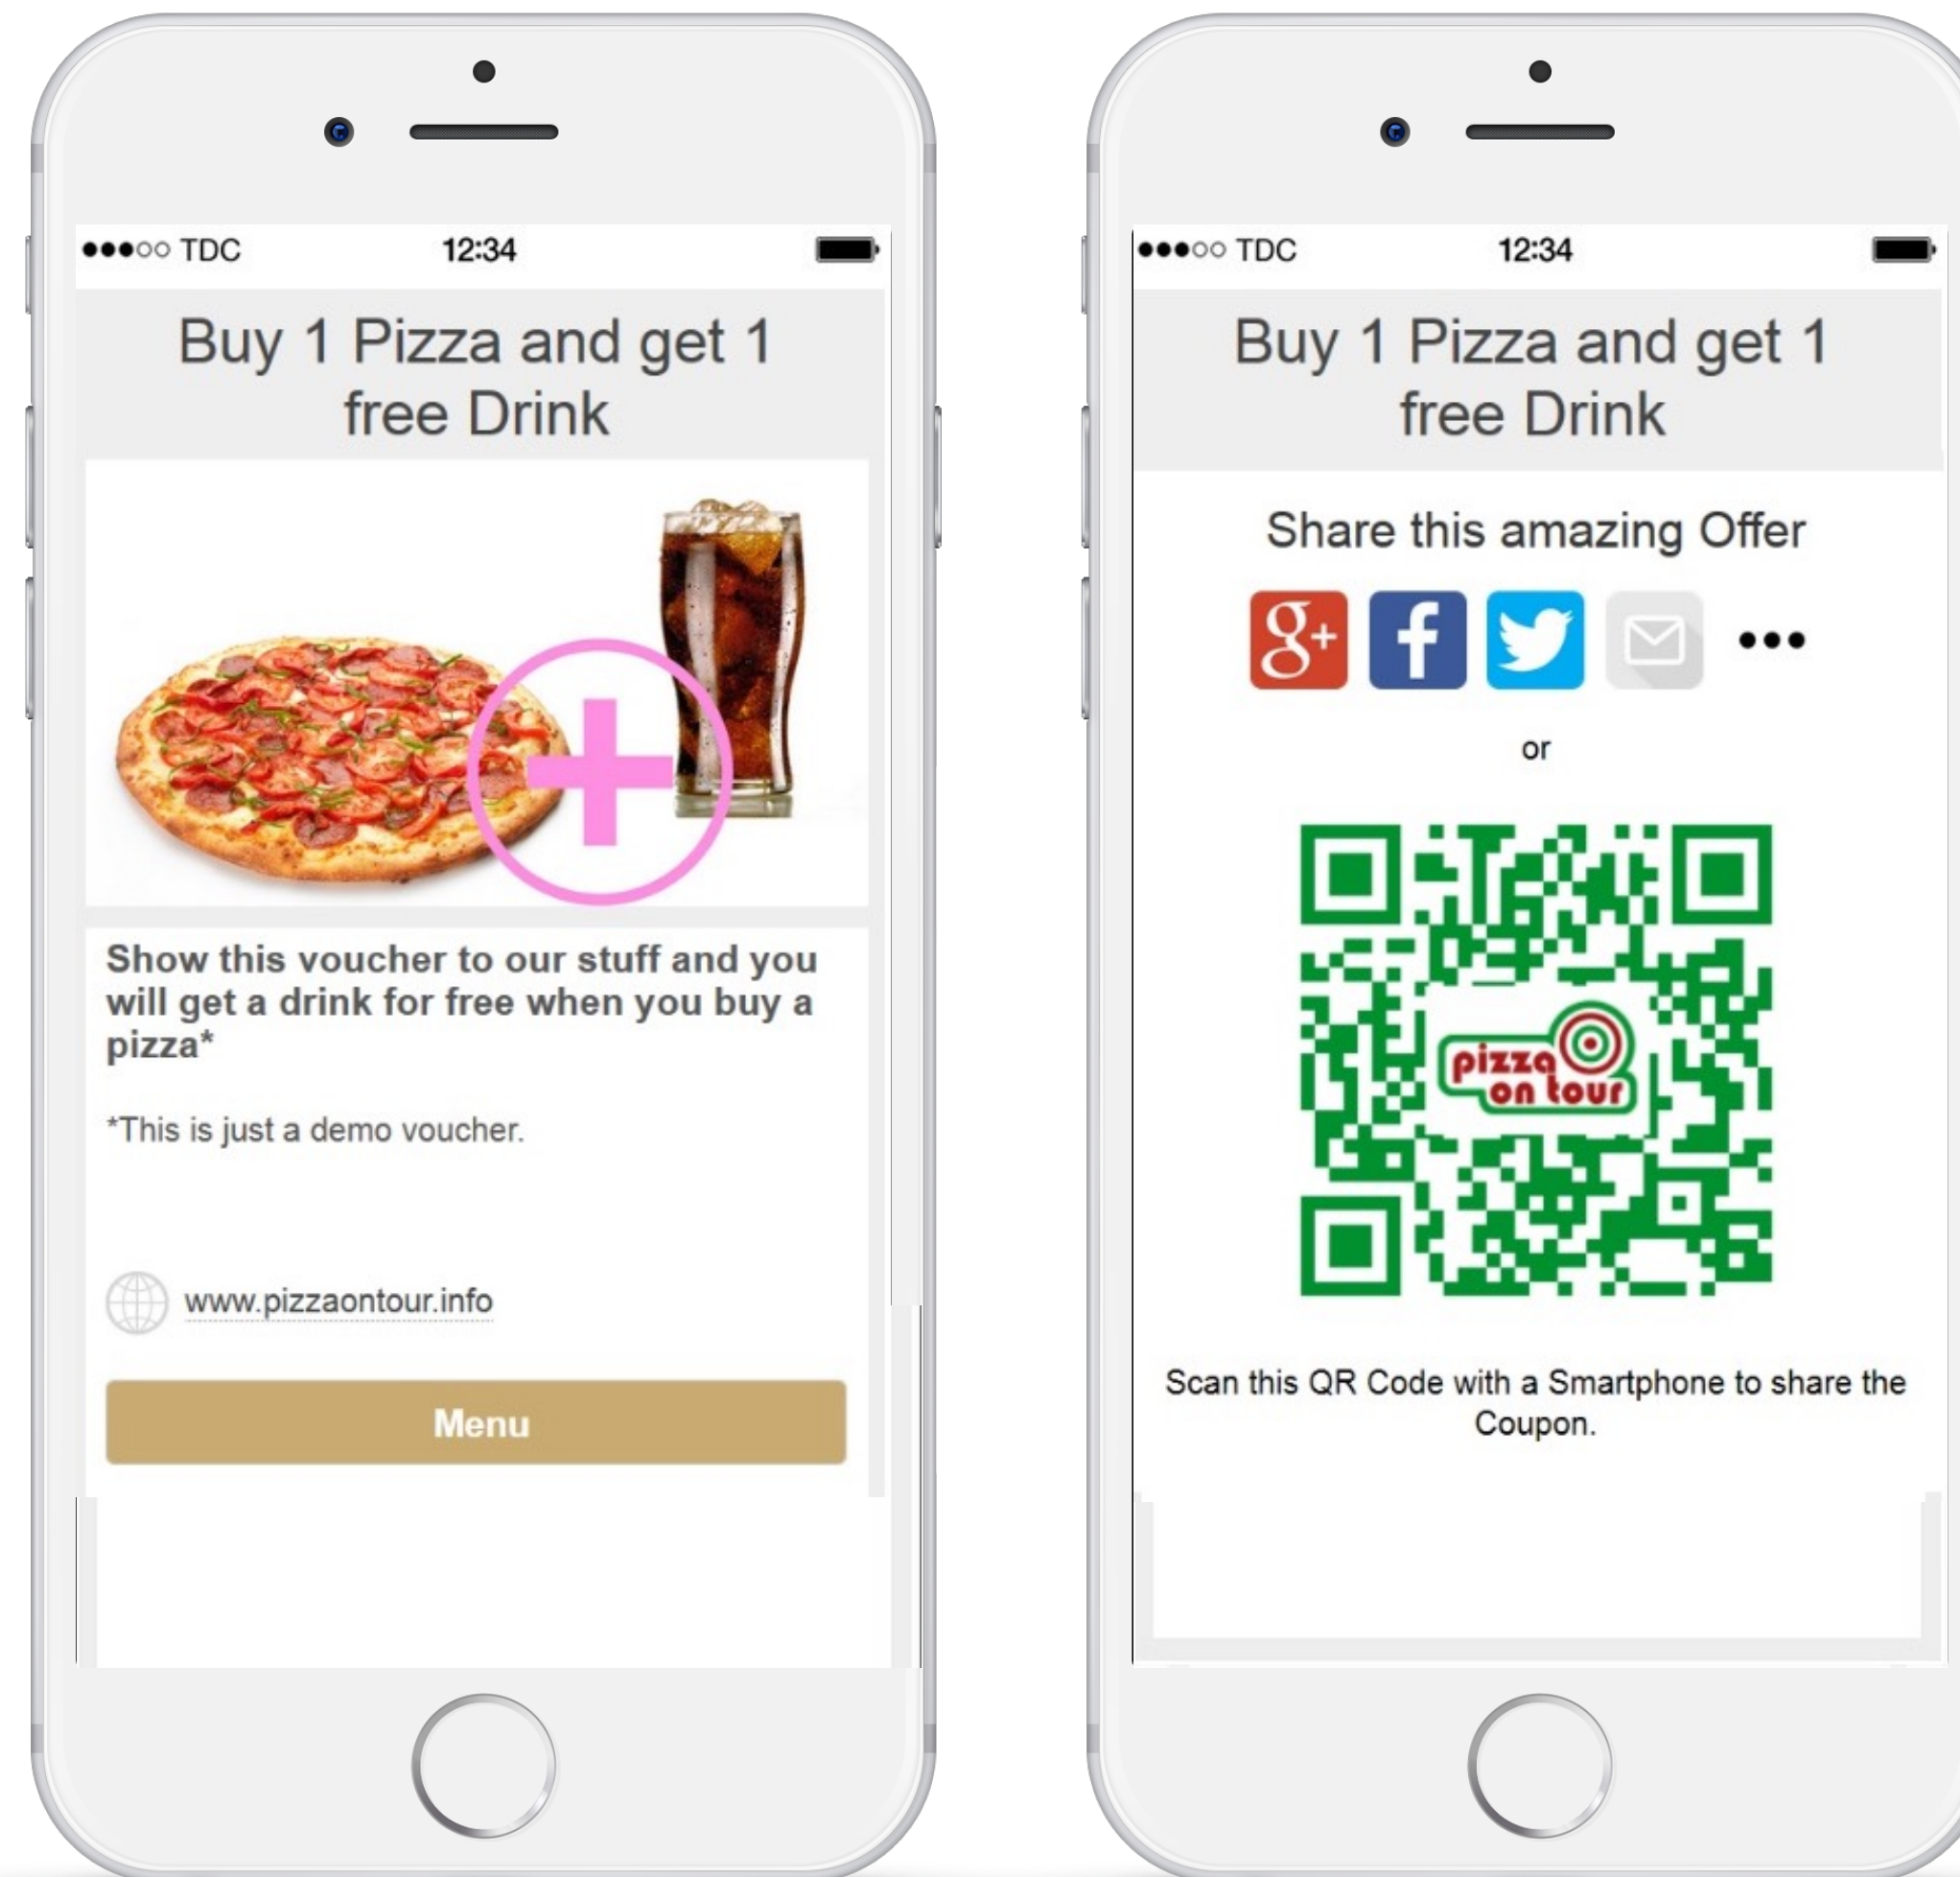 TDC 12:34
Buy 1 Pizza and get 1
free Drink
Show this voucher to our stuff and you
will get a drink for free when you buy a
pizza*
*This is just a demo voucher.
www.pizzaontour.info
Menu
TDC 12:34
Buy 1 Pizza and get 1
free Drink
Share this amazing Offer
g+ f
or
pizza
on tour
Scan this QR Code with a Smartphone to share the
Coupon.